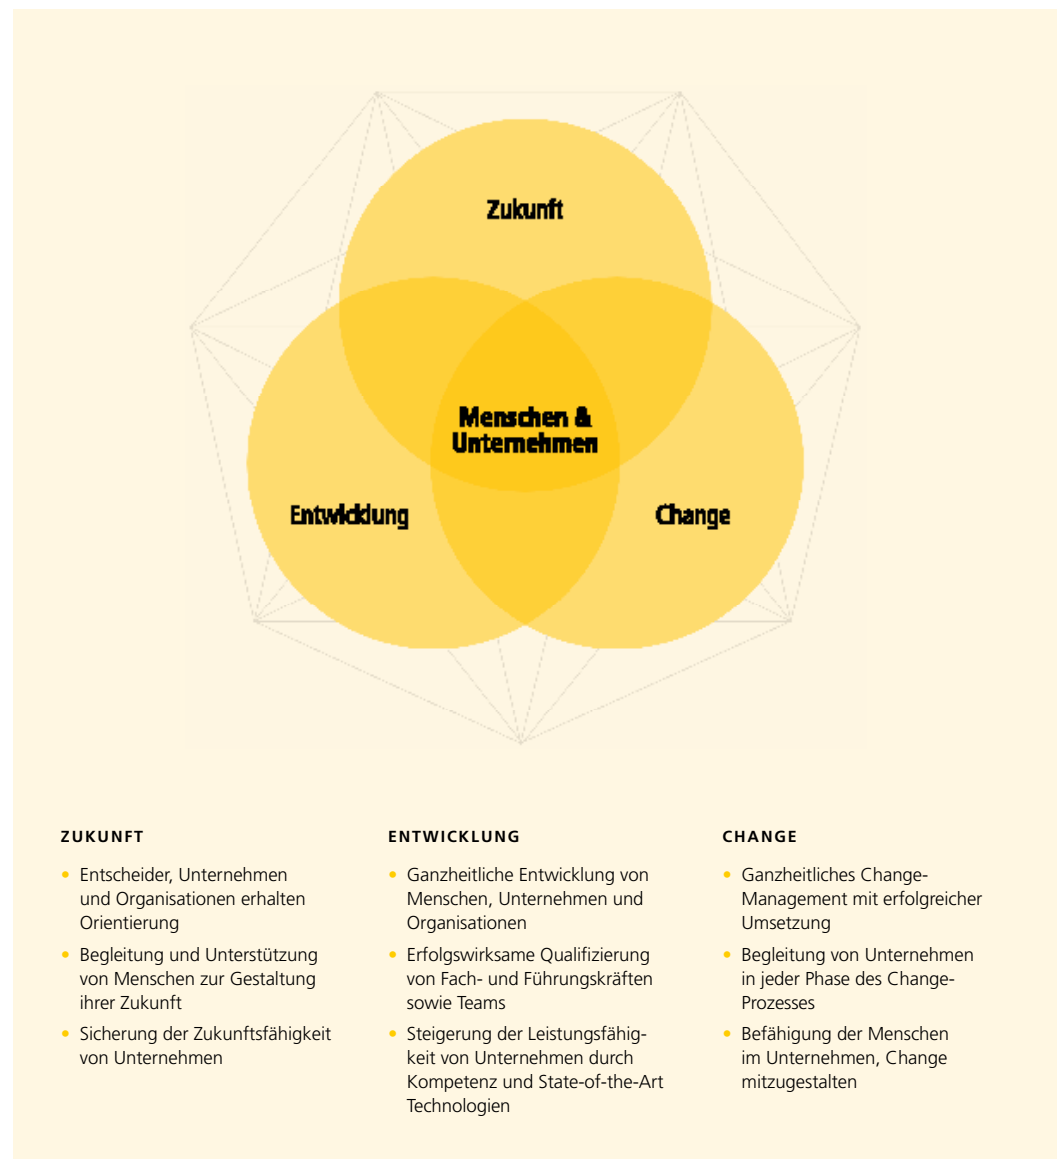 Zukunft
Menschen &
Unternehmen
Entwicklung
Change
ZUKUNFT
• Entscheider, Unternehmen
und Organisationen erhalten
Orientierung
• Begleitung und Unterstützung
von Menschen zur Gestaltung
ihrer Zukunft
• Sicherung der Zukunftsfähigkeit
von Unternehmen
ENTWICKLUNG
• Ganzheitliche Entwicklung von
Menschen, Unternehmen und
Organisationen
• Erfolgswirksame Qualifizierung
von Fach- und Führungskräften
sowie Teams
• Steigerung der Leistungsfähig-
keit von Unternehmen durch
Kompetenz und State-of-the-Art
Technologien
CHANGE
• Ganzheitliches Change-
Management mit erfolgreicher
Umsetzung
• Begleitung von Unternehmen
in jeder Phase des Change-
Prozesses
• Befähigung der Menschen
im Unternehmen, Change
mitzugestalten